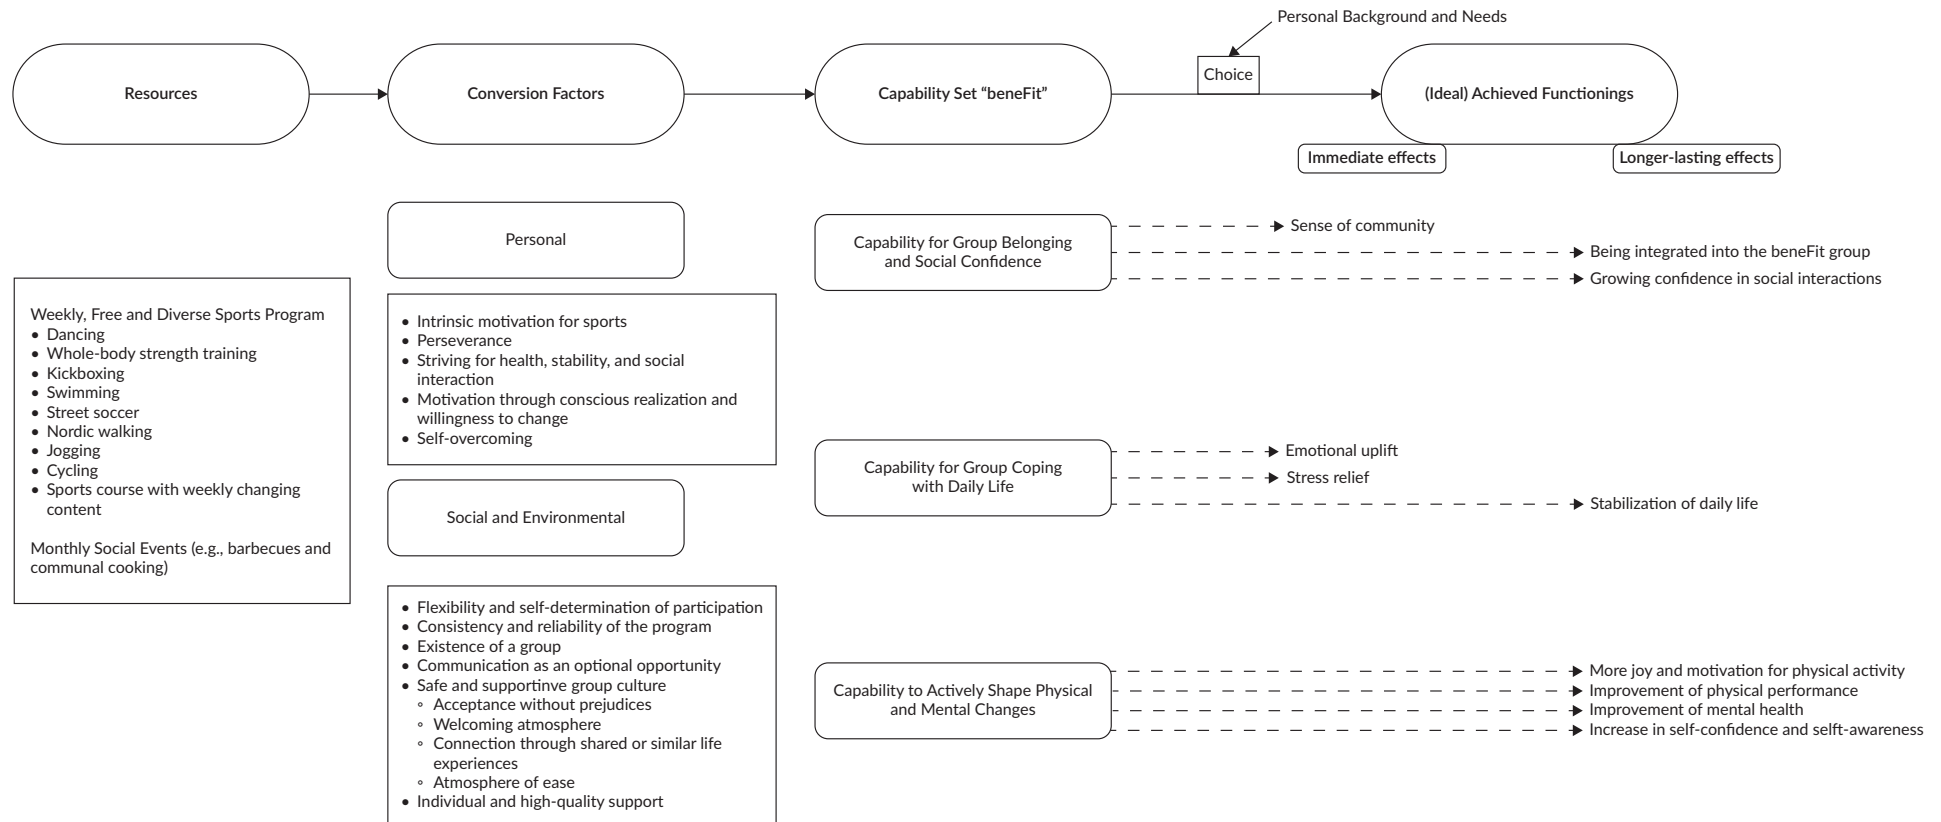 Personal Background and Needs
Choice
Resources
Conversion Factors
Capability Set “beneFit”
(Ideal) Achieved Functionings
Immediate effects
Longer-lasting effects
Weekly, Free and Diverse Sports Program
• Dancing
• Whole-body strength training
• Kickboxing
• Swimming
• Street soccer
• Nordic walking
• Jogging
• Cycling
• Sports course with weekly changing
content
Monthly Social Events (e.g., barbecues and
communal cooking)
Personal
• Intrinsic motivation for sports
• Perseverance
• Striving for health, stability, and social
interaction
• Motivation through conscious realization and
willingness to change
• Self-overcoming
Social and Environmental
• Flexibility and self-determination of participation
• Consistency and reliability of the program
• Existence of a group
• Communication as an optional opportunity
• Safe and supportinve group culture
◦ Acceptance without prejudices
◦ Welcoming atmosphere
◦ Connection through shared or similar life
experiences
◦ Atmosphere of ease
• Individual and high-quality support
Capability for Group Belonging
and Social Confidence
Sense of community
Being integrated into the beneFit group
Growing confidence in social interactions
Capability for Group Coping
with Daily Life
Emotional uplift
Stress relief
Stabilization of daily life
Capability to Actively Shape Physical
and Mental Changes
More joy and motivation for physical activity
Improvement of physical performance
Improvement of mental health
Increase in self-confidence and selft-awareness